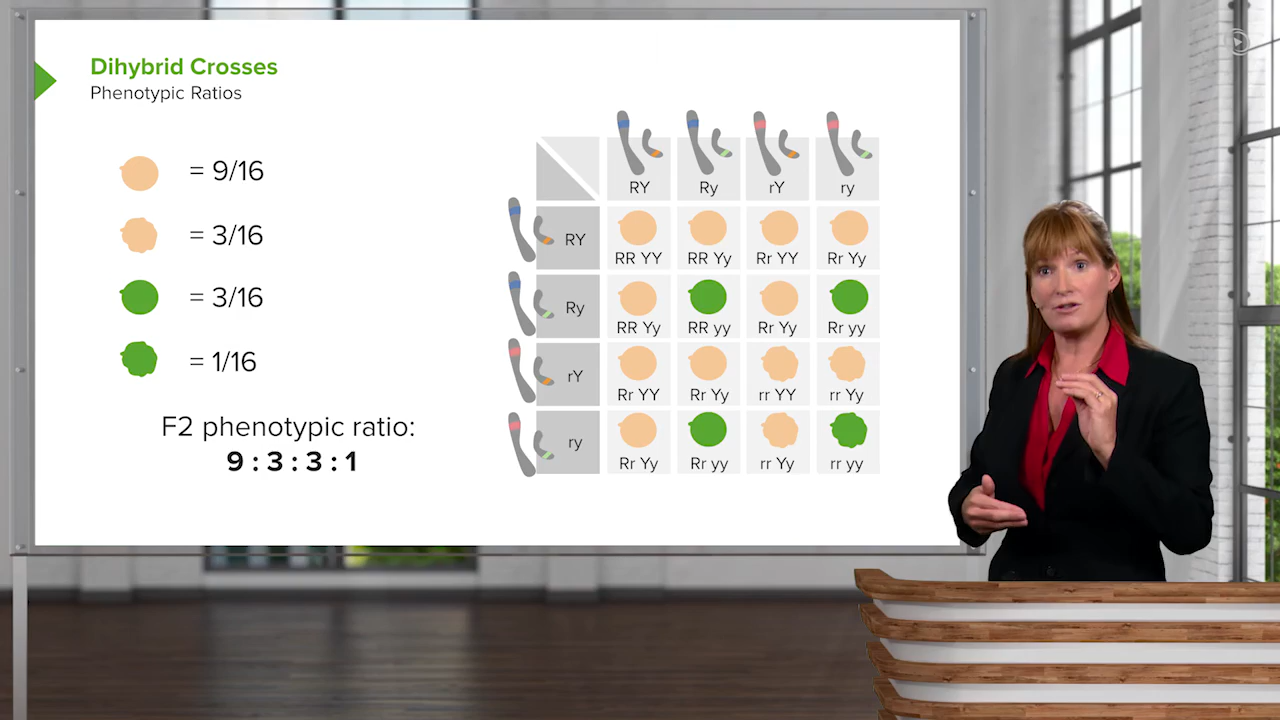 Dihybrid Crosses
Phenotypic Ratios
= 9/16
= 3/16
= 3/16
= 1/16
F2 phenotypic ratio:
9 : 3 : 3 : 1
RY Ry rY ry
RY
RR YY RR Yy Rr YY Rr Yy
Ry
RR Yy RR yy Rr Yy Rr yy
rY
Rr YY Rr Yy rr YY rr Yy
ry
Rr Yy Rr yy rr Yy rr yy